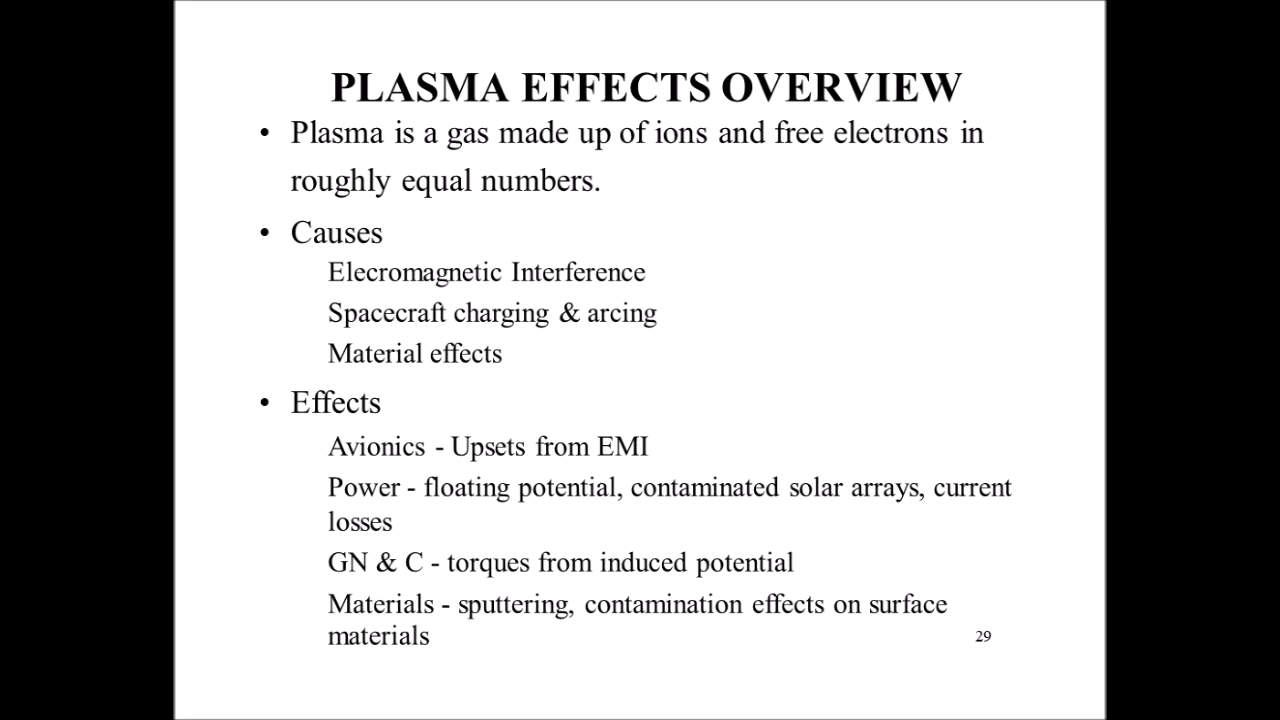 PLASMA EFFECTS OVERVIEW
• Plasma is a gas made up of ions and free electrons in
roughly equal numbers.
• Causes
Elecromagnetic Interference
Spacecraft charging & arcing
Material effects
• Effects
Avionics - Upsets from EMI
Power - floating potential, contaminated solar arrays, current
losses
GN & C - torques from induced potential
Materials - sputtering, contamination effects on surface
materials
29